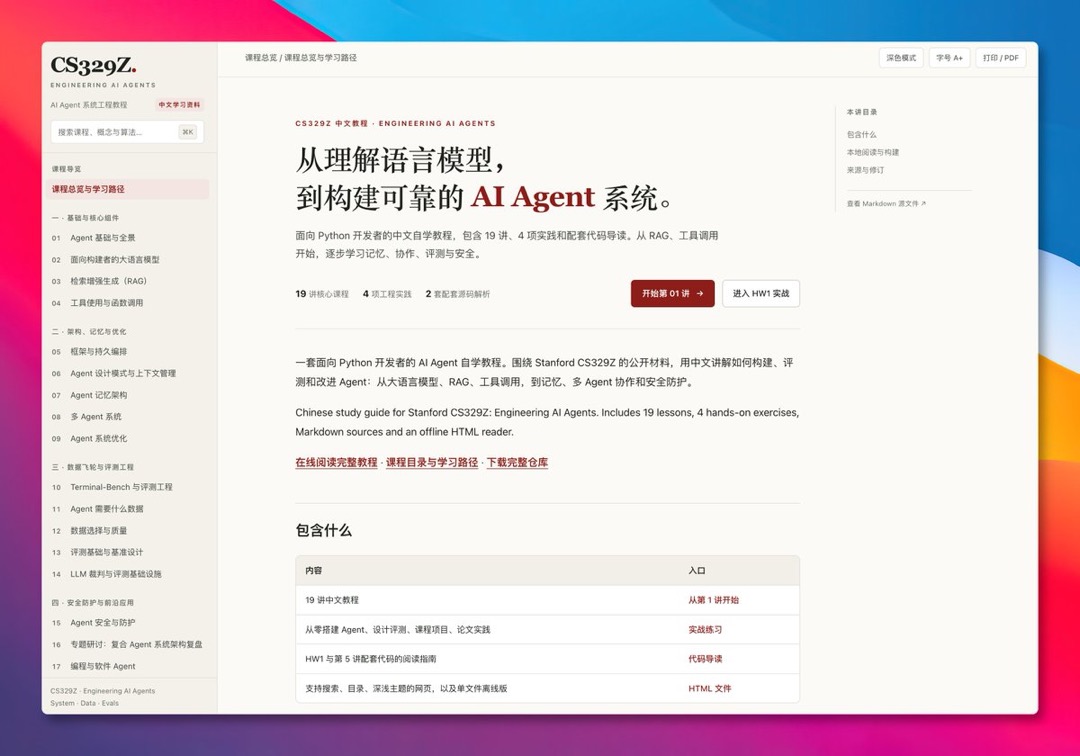 CS329Z.
ENGINEERING AI AGENTS
AI Agent 系统工程教程
中文学习资料
搜索课程、概念与算法...
⌘K
课程导览
课程总览与学习路径
一 · 基础与核心组件
01 Agent 基础与全景
02 面向构建者的大语言模型
03 检索增强生成（RAG）
04 工具使用与函数调用
二 · 架构、记忆与优化
05 框架与持久编排
06 Agent 设计模式与上下文管理
07 Agent 记忆架构
08 多 Agent 系统
09 Agent 系统优化
三 · 数据飞轮与评测工程
10 Terminal-Bench 与评测工程
11 Agent 需要什么数据
12 数据选择与质量
13 评测基础与基准设计
14 LLM 裁判与评测基础设施
四 · 安全防护与前沿应用
15 Agent 安全与防护
16 专题研讨：复合 Agent 系统架构复盘
17 编程与软件 Agent
CS329Z · Engineering AI Agents
System · Data · Evals
课程总览 / 课程总览与学习路径
深色模式
字号 A+
打印 / PDF
CS329Z 中文教程 · ENGINEERING AI AGENTS
从理解语言模型，
到构建可靠的 AI Agent 系统。
面向 Python 开发者的中文自学教程，包含 19 讲、4 项实践和配套代码导读。从 RAG、工具调用
开始，逐步学习记忆、协作、评测与安全。
19 讲核心课程 4 项工程实践 2 套配套源码解析
开始第 01 讲 →
进入 HW1 实战
一套面向 Python 开发者的 AI Agent 自学教程。围绕 Stanford CS329Z 的公开材料，用中文讲解如何构建、评
测和改进 Agent：从大语言模型、RAG、工具调用，到记忆、多 Agent 协作和安全防护。
Chinese study guide for Stanford CS329Z: Engineering AI Agents. Includes 19 lessons, 4 hands-on exercises,
Markdown sources and an offline HTML reader.
在线阅读完整教程 · 课程目录与学习路径 · 下载完整仓库
包含什么
内容 入口
19 讲中文教程 从第 1 讲开始
从零搭建 Agent、设计评测、课程项目、论文实践 实战练习
HW1 与第 5 讲配套代码的阅读指南 代码导读
支持搜索、目录、深浅主题的网页，以及单文件离线版 HTML 文件
本讲目录
包含什么
本地阅读与构建
来源与修订
查看 Markdown 源文件 ↗